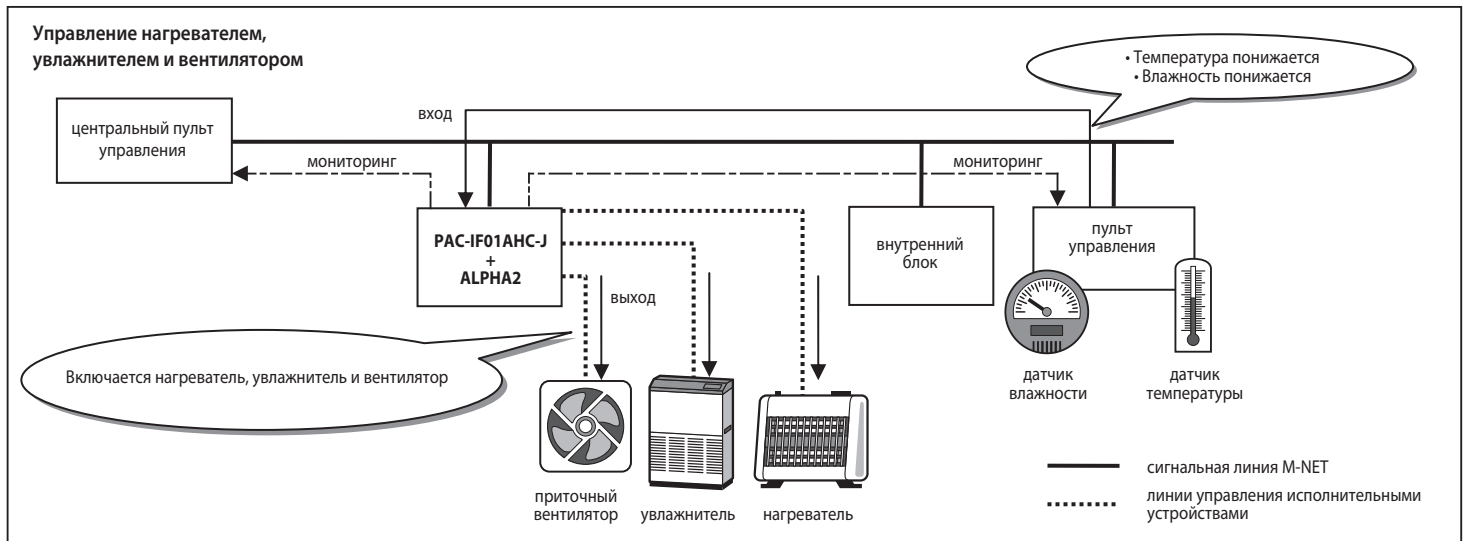 Управление нагревателем,
увлажнителем и вентилятором
• Температура понижается
• Влажность понижается
центральный пульт
управления
вход
мониторинг
мониторинг
PAC-IF01AHC-J
+
ALPHA2
внутренний
блок
пульт
управления
выход
Включается нагреватель, увлажнитель и вентилятор
датчик
влажности
датчик
температуры
приточный
вентилятор
увлажнитель
нагреватель
сигнальная линия M-NET
линии управления исполнительными
устройствами